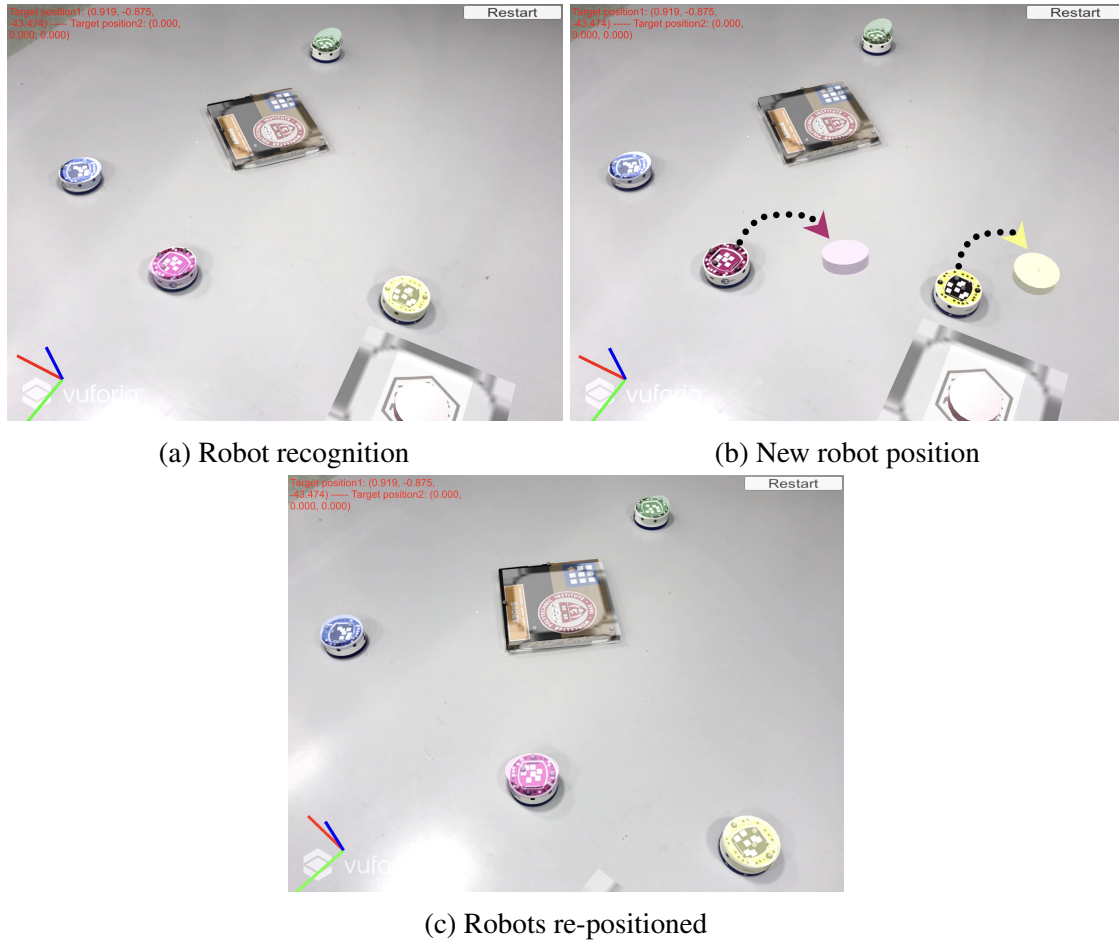 Target position1: (0.919, -0.875,
-43.474) ----- Target position2: (0.000,
0.000, 0.000)
Restart
vuforia
(a) Robot recognition
Target position1: (0.919, -0.875,
-43.474) ----- Target position2: (0.000,
0.000, 0.000)
Restart
vuforia
(b) New robot position
Target position1: (0.919, -0.875,
-43.474) ----- Target position2: (0.000,
0.000, 0.000)
Restart
(c) Robots re-positioned